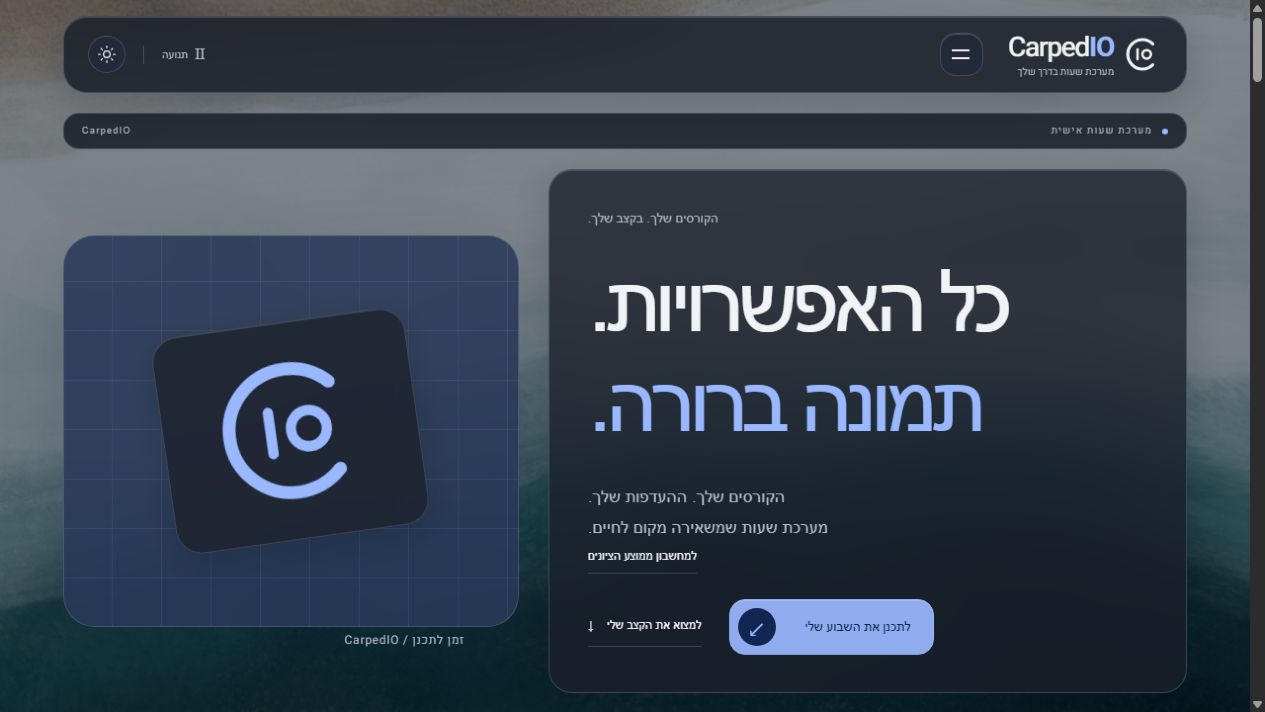 CarpedIO
מערכת שעות בדרך שלך
תנועה
מערכת שעות אישית
CarpedIO
הקורסים שלך. בקצב שלך.
כל האפשרויות.
תמונה ברורה.
הקורסים שלך. ההעדפות שלך.
מערכת שעות שמשאירה מקום לחיים.
למחשבון ממוצע הציונים
לתכנן את השבוע שלי
למצוא את הקצב שלי ↓
זמן לתכנן / CarpedIO